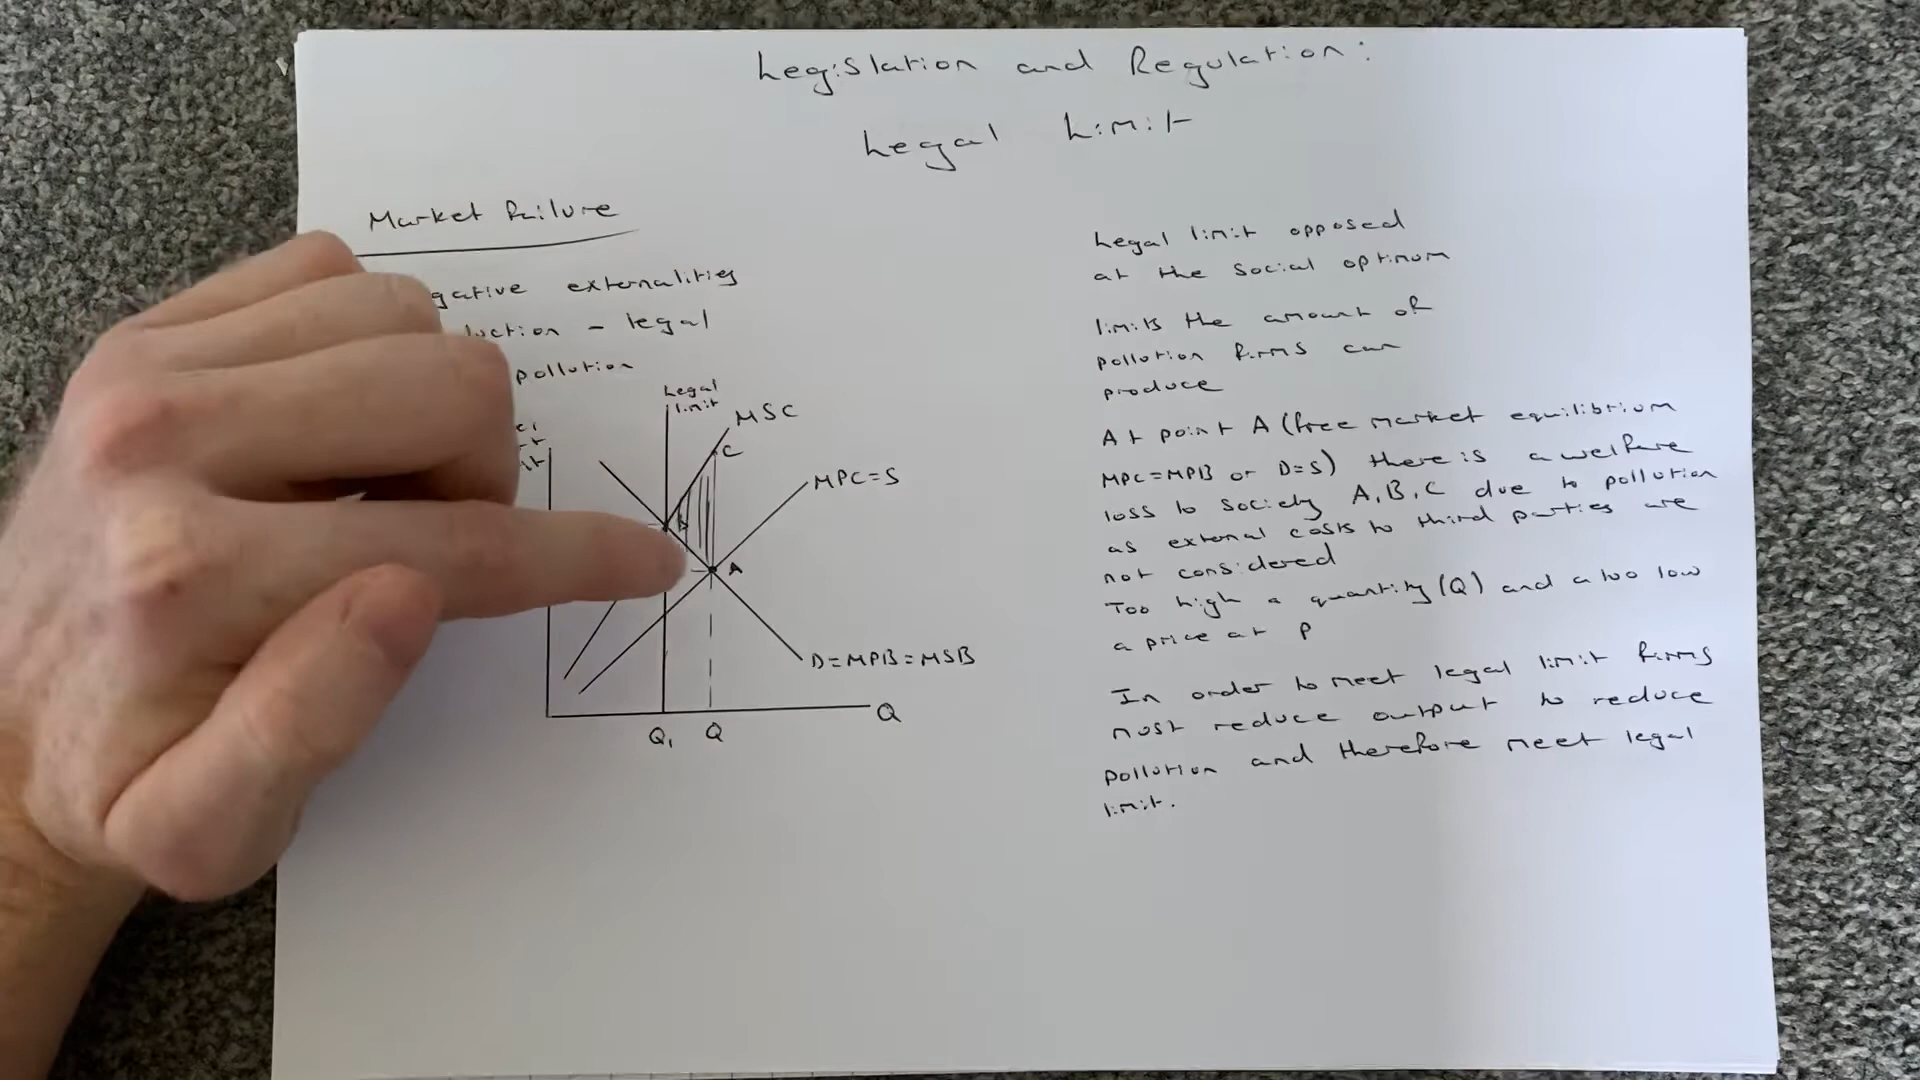 Legislation and Regulation:
Legal Limit
Market Failure
gative externalities
uction - legal
pollution
Legal
limit
MSC
C
MPC=S
B
A
D=MPB=MSB
Q
Q₁ Q
Legal limit opposed
at the social optimum
limits the amount of
pollution firms can
produce
At point A (free market equilibrium
MPC=MPB or D=S) there is a welfare
loss to society A,B,C due to pollution
as external costs to third parties are
not considered
Too high a quantity (Q) and a too low
a price at P
In order to meet legal limit firms
must reduce output to reduce
pollution and therefore meet legal
limit.